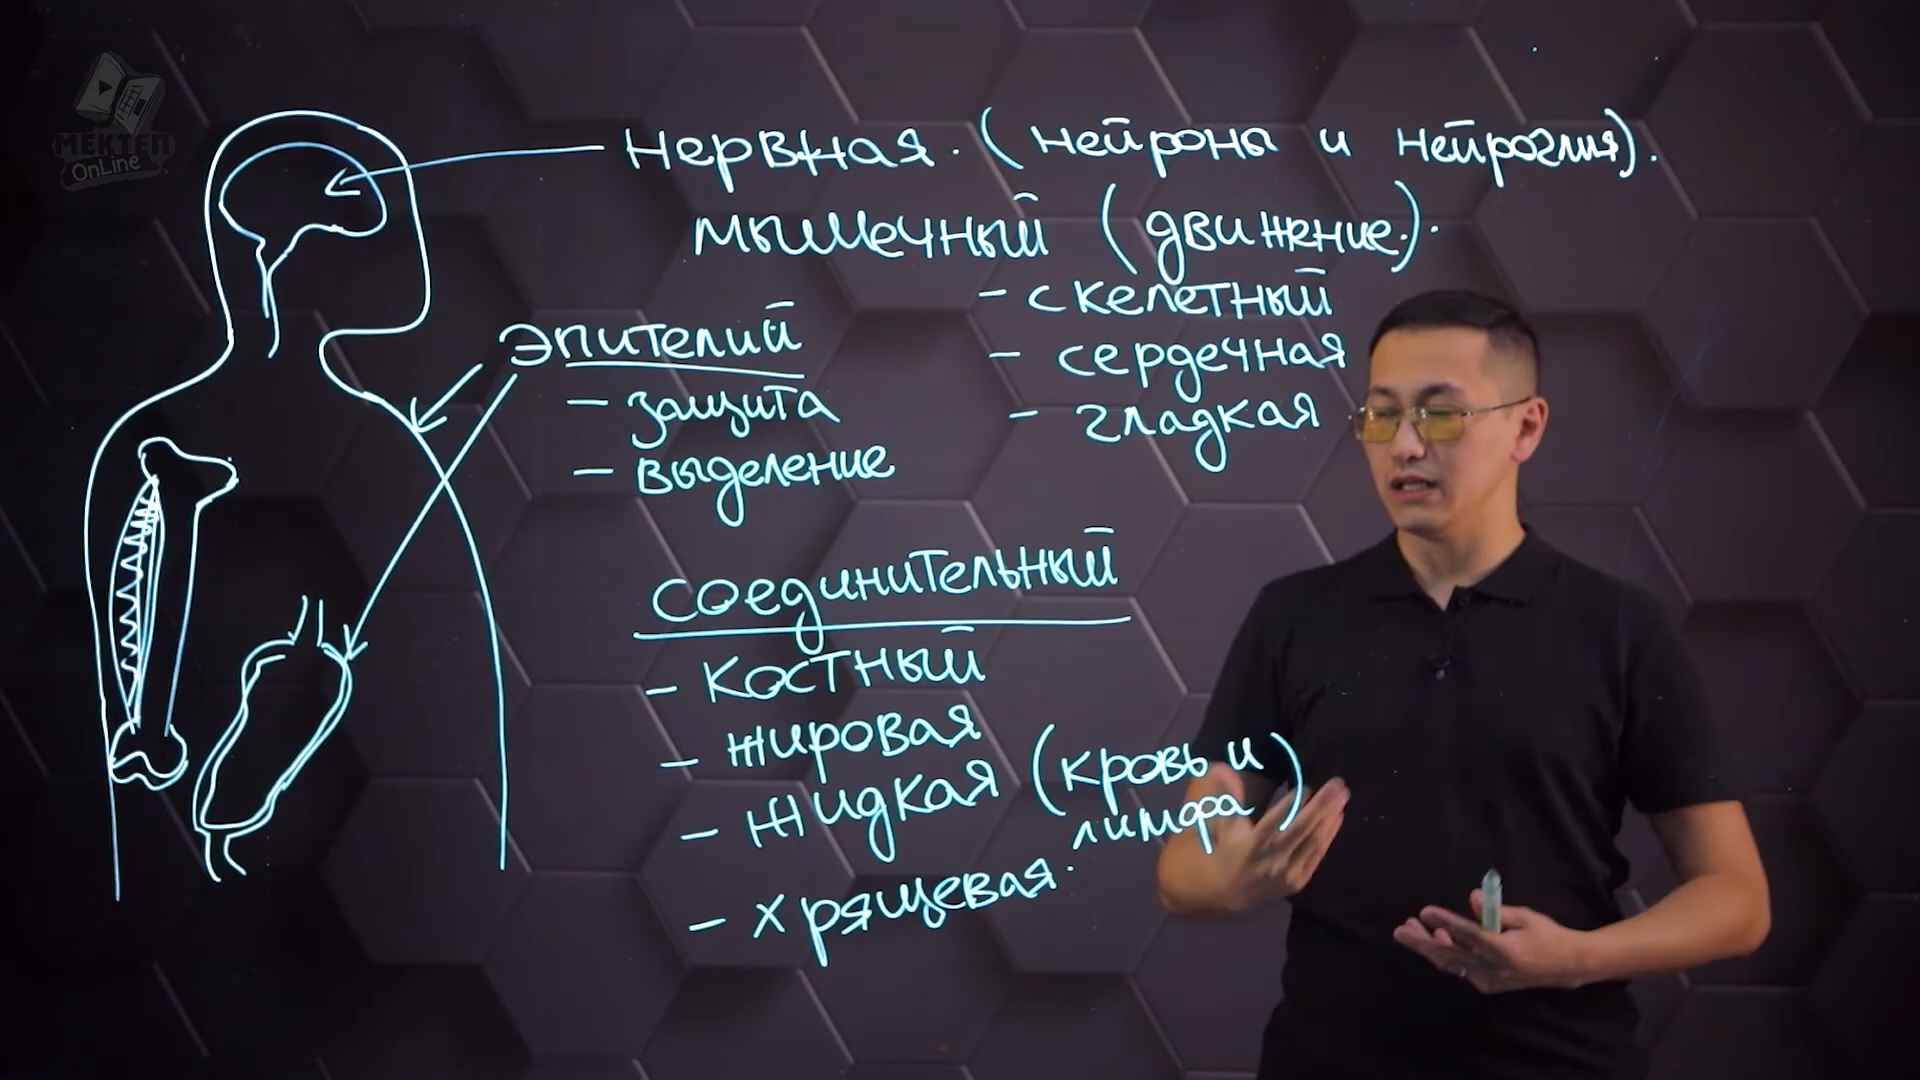 МЕКТЕП
OnLine
нервная. (нейроны и нейроглия).
мышечный (движение).
- скелетный
- сердечная
- гладкая
эпителий
- защита
- выделение
соединительный
- костный
- жировая
- жидкая (кровь и
лимфа)
- хрящевая.